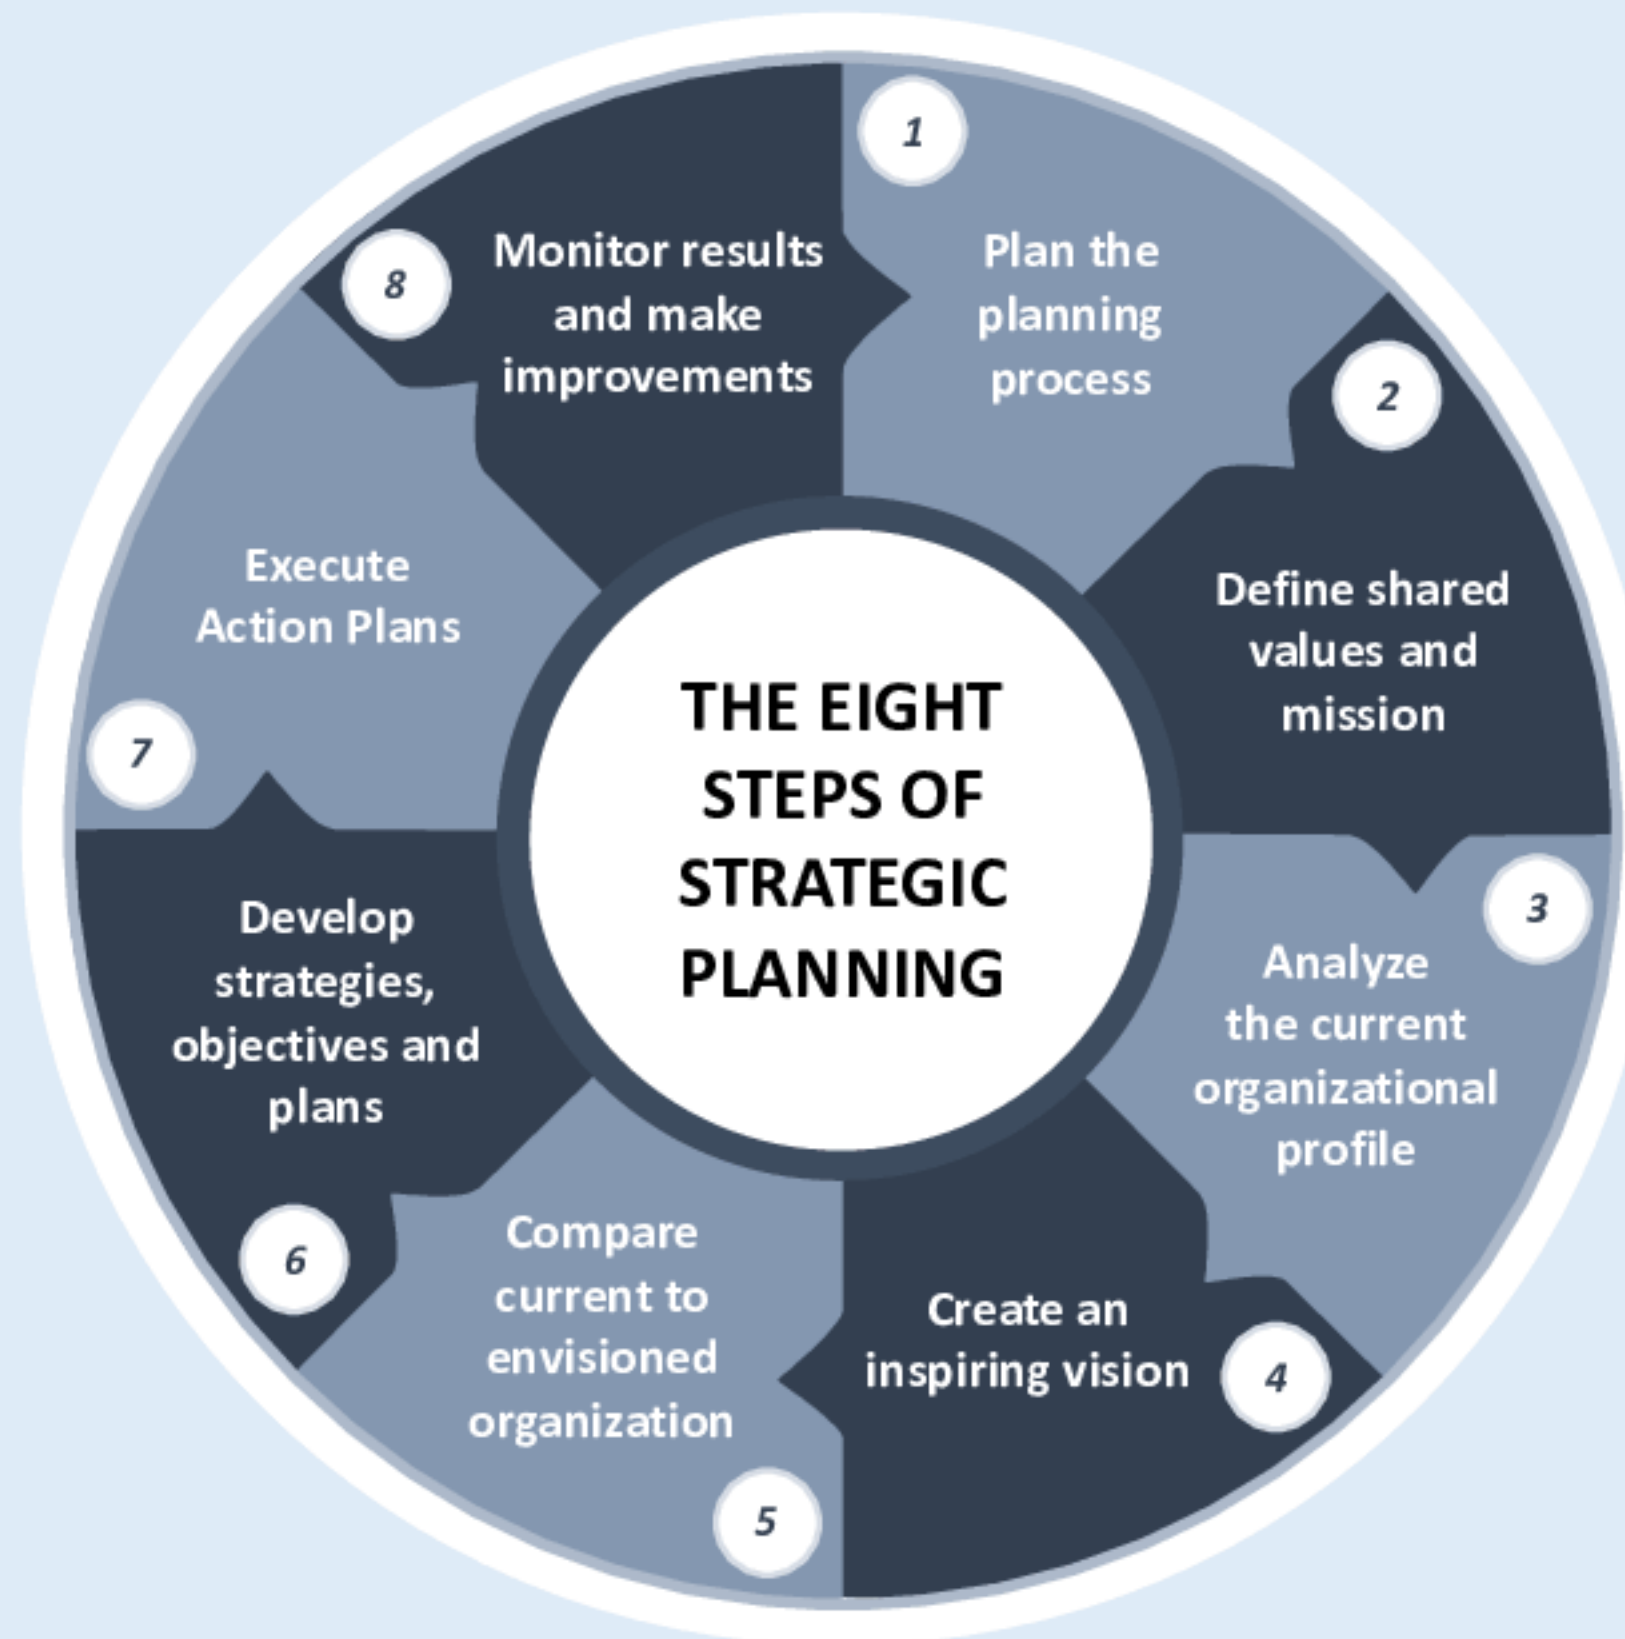 THE EIGHT
STEPS OF
STRATEGIC
PLANNING
1
Plan the
planning
process
2
Define shared
values and
mission
3
Analyze
the current
organizational
profile
4
Create an
inspiring vision
5
Compare
current to
envisioned
organization
6
Develop
strategies,
objectives and
plans
7
Execute
Action Plans
8
Monitor results
and make
improvements